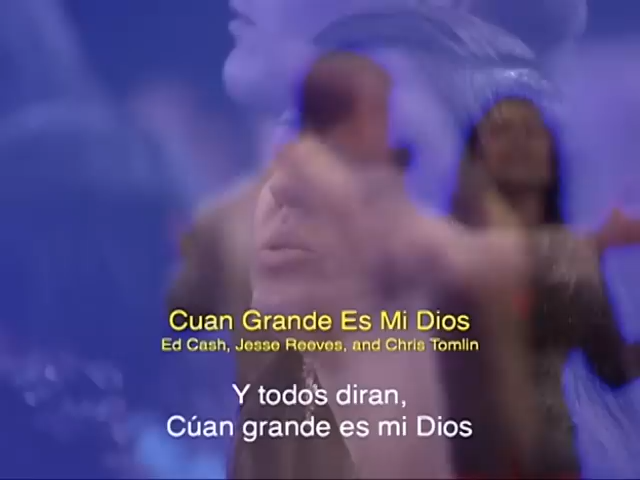 Cuan Grande Es Mi Dios
Ed Cash, Jesse Reeves, and Chris Tomlin
Y todos diran,
Cúan grande es mi Dios